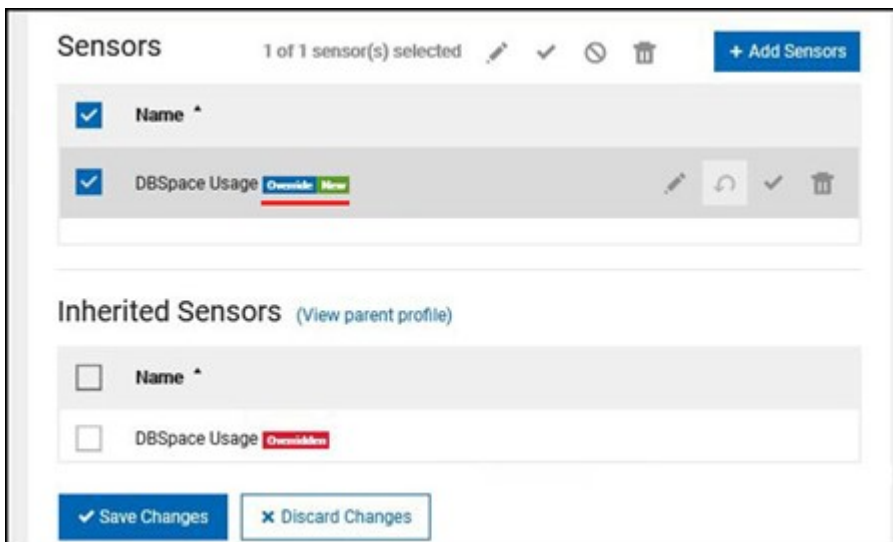 Sensors 1 of 1 sensor(s) selected + Add Sensors
Name
DBSpace Usage Override New
Inherited Sensors (View parent profile)
Name
DBSpace Usage Overridden
Save Changes Discard Changes